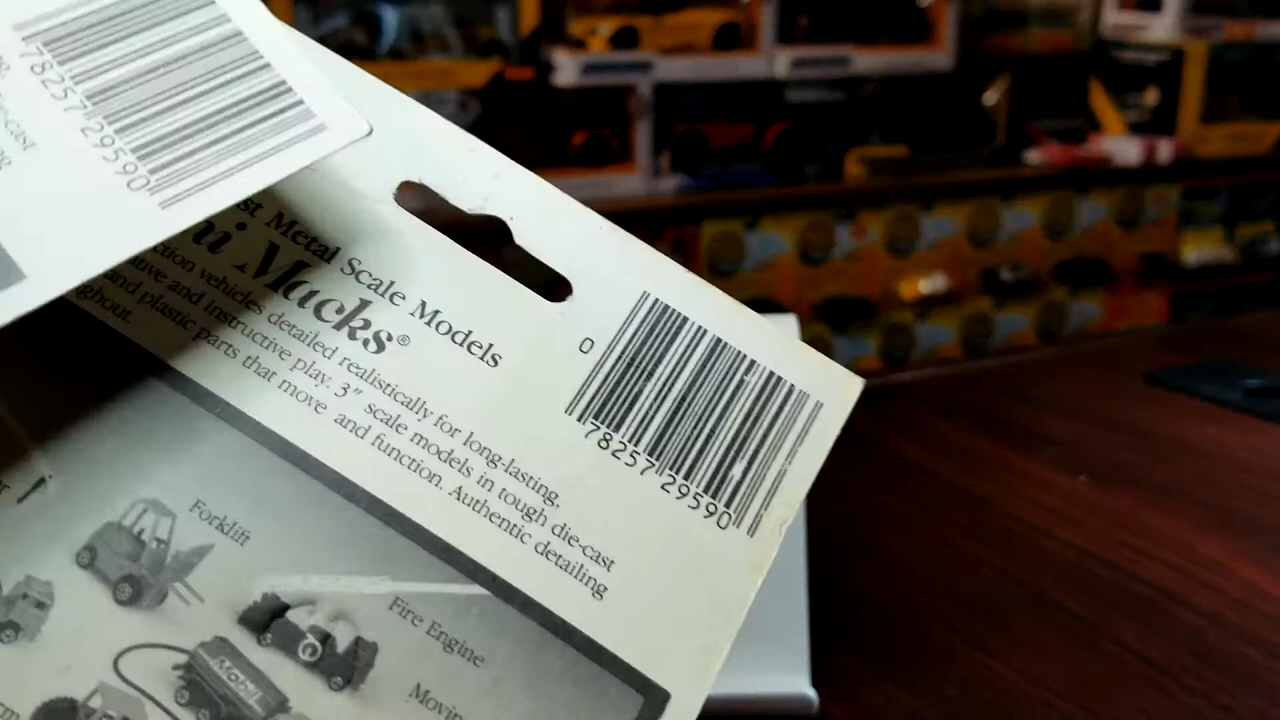 78257 29590
st Metal Scale Models
ni Macks®
ction vehicles detailed realistically for long-lasting,
tive and instructive play. 3" scale models in tough die-cast
and plastic parts that move and function. Authentic detailing
ghout.
0
78257 29590
Forklift
Fire Engine
Mobil
Movin